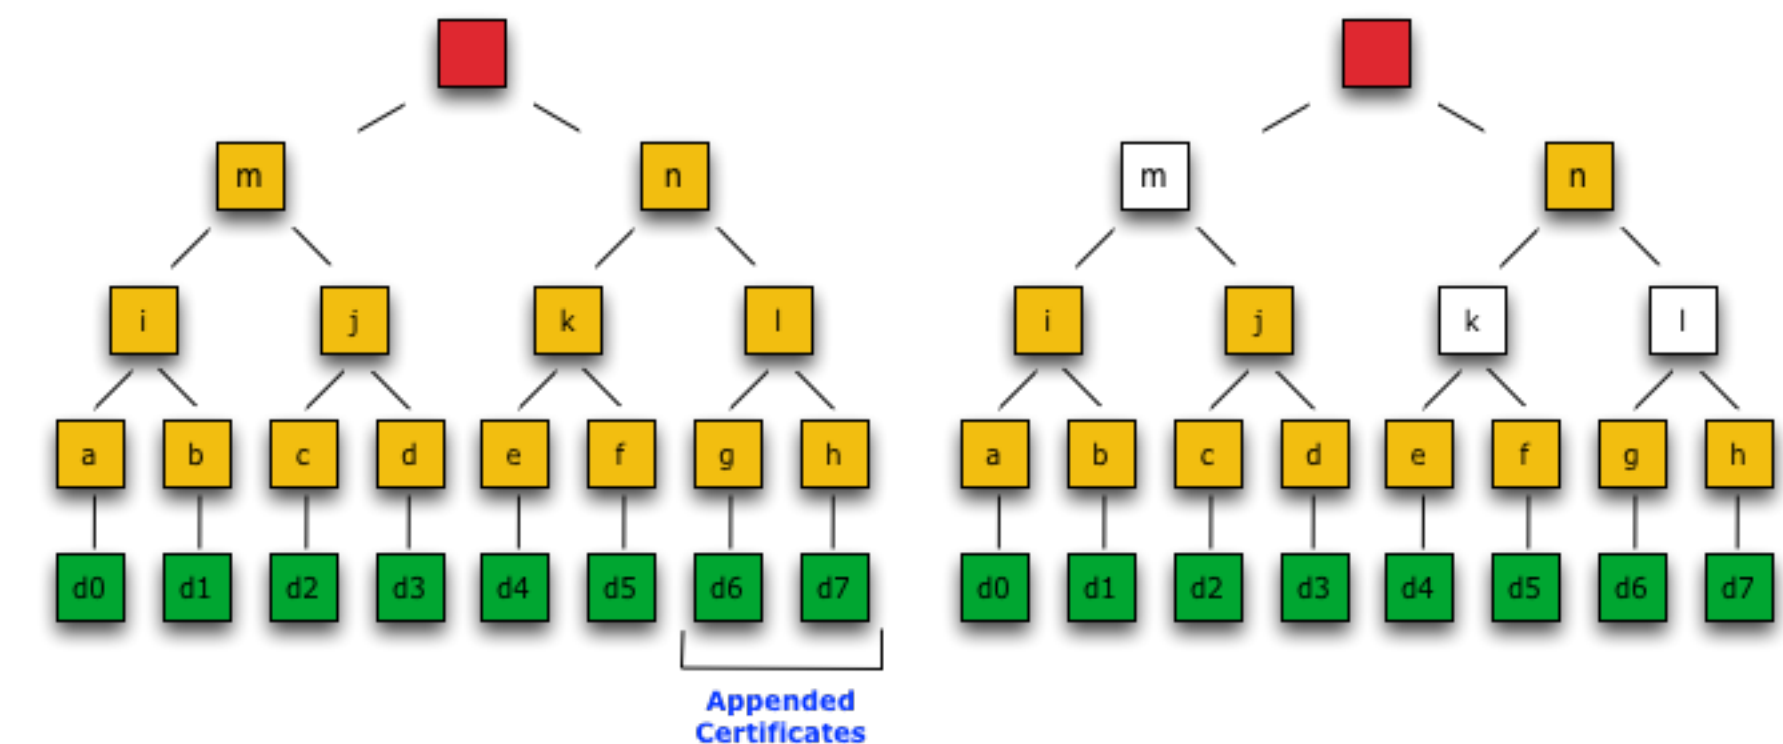 m n m n
i j k l i j k l
a b c d e f g h a b c d e f g h
d0 d1 d2 d3 d4 d5 d6 d7 d0 d1 d2 d3 d4 d5 d6 d7
Appended
Certificates